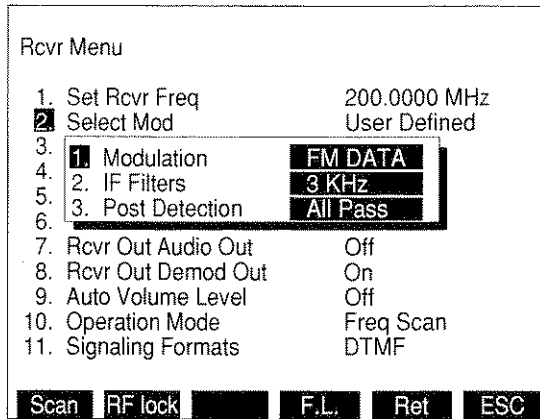 Rcvr Menu
1. Set Rcvr Freq 200.0000 MHz
2. Select Mod User Defined
3.
1. Modulation FM DATA
4.
2. IF Filters 3 KHz
5.
3. Post Detection All Pass
6.
7. Rcvr Out Audio Out Off
8. Rcvr Out Demod Out On
9. Auto Volume Level Off
10. Operation Mode Freq Scan
11. Signaling Formats DTMF
Scan RF lock F.L. Ret ESC